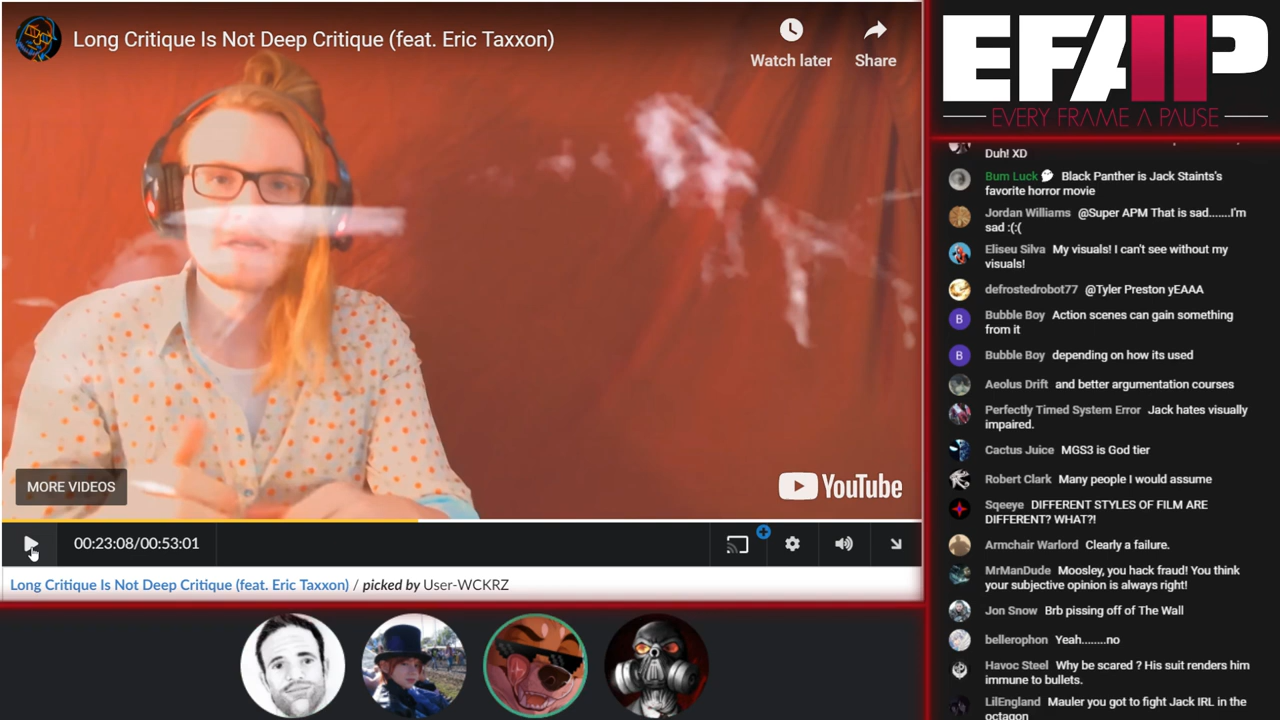 Long Critique Is Not Deep Critique (feat. Eric Taxxon)
Watch later
Share
MORE VIDEOS
YouTube
00:23:08/00:53:01
Long Critique Is Not Deep Critique (feat. Eric Taxxon) / picked by User-WCKRZ
EFAP
EVERY FRAME A PAUSE
Duh! XD
Bum Luck Black Panther is Jack Staints's
favorite horror movie
Jordan Williams @Super APM That is sad.......I'm
sad :(:(
Eliseu Silva My visuals! I can't see without my
visuals!
defrostedrobot77 @Tyler Preston yEAAA
B
Bubble Boy Action scenes can gain something
from it
B
Bubble Boy depending on how its used
Aeolus Drift and better argumentation courses
Perfectly Timed System Error Jack hates visually
impaired.
Cactus Juice MGS3 is God tier
Robert Clark Many people I would assume
Sqeeye DIFFERENT STYLES OF FILM ARE
DIFFERENT? WHAT?!
Armchair Warlord Clearly a failure.
MrManDude Moosley, you hack fraud! You think
your subjective opinion is always right!
Jon Snow Brb pissing off of The Wall
bellerophon Yeah........no
Havoc Steel Why be scared ? His suit renders him
immune to bullets.
LilEngland Mauler you got to fight Jack IRL in the
octagon